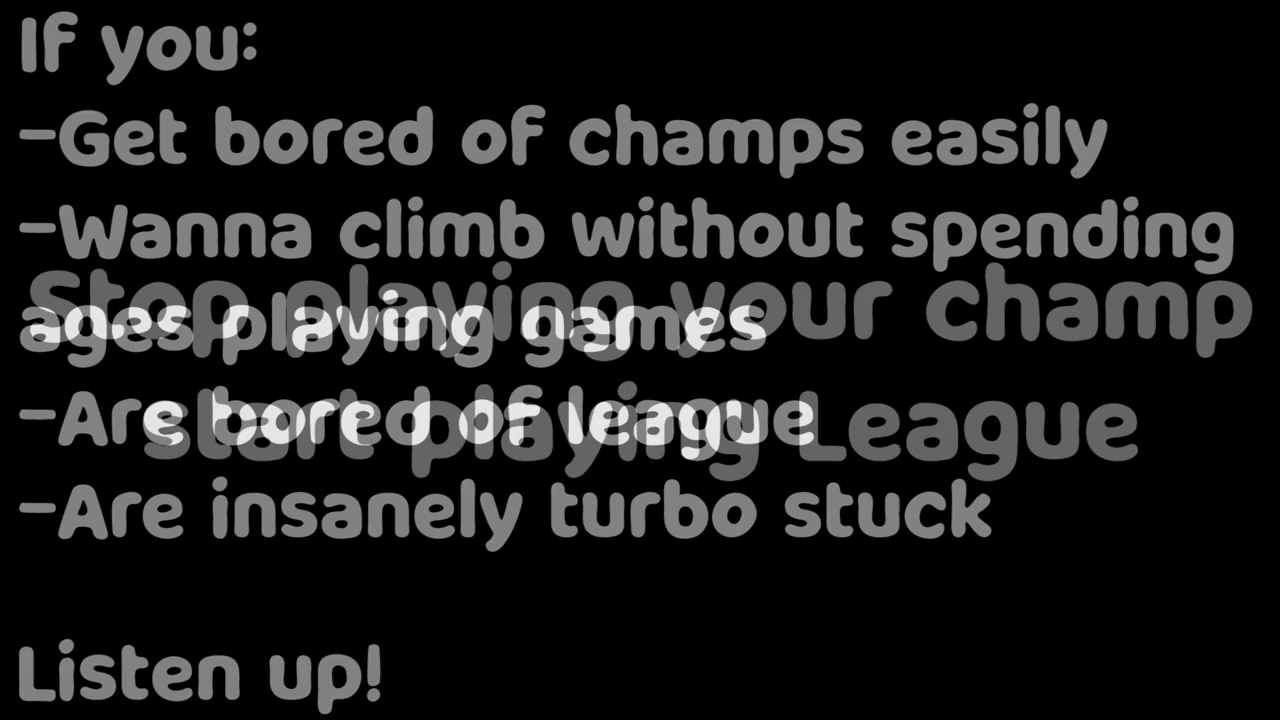 If you:
-Get bored of champs easily
-Wanna climb without spending
ages playing games
-Are bored of league
-Are insanely turbo stuck
Listen up!
Stop playing your champ
start playing League